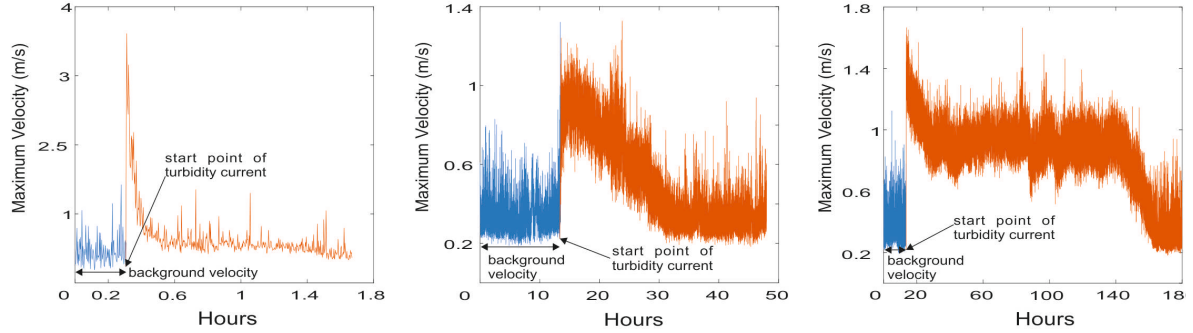 Maximum Velocity (m/s)
4
3
2.5
1
0
0.2
0.6
1
1.4
1.8
start point of
turbidity current
background velocity
Hours
Maximum Velocity (m/s)
1.4
1
0.6
0.2
0
10
20
30
40
50
start point of
turbidity current
background
velocity
Hours
Maximum Velocity (m/s)
1.8
1.4
1
0.6
0.2
0
20
60
100
140
180
start point of
turbidity current
background
velocity
Hours